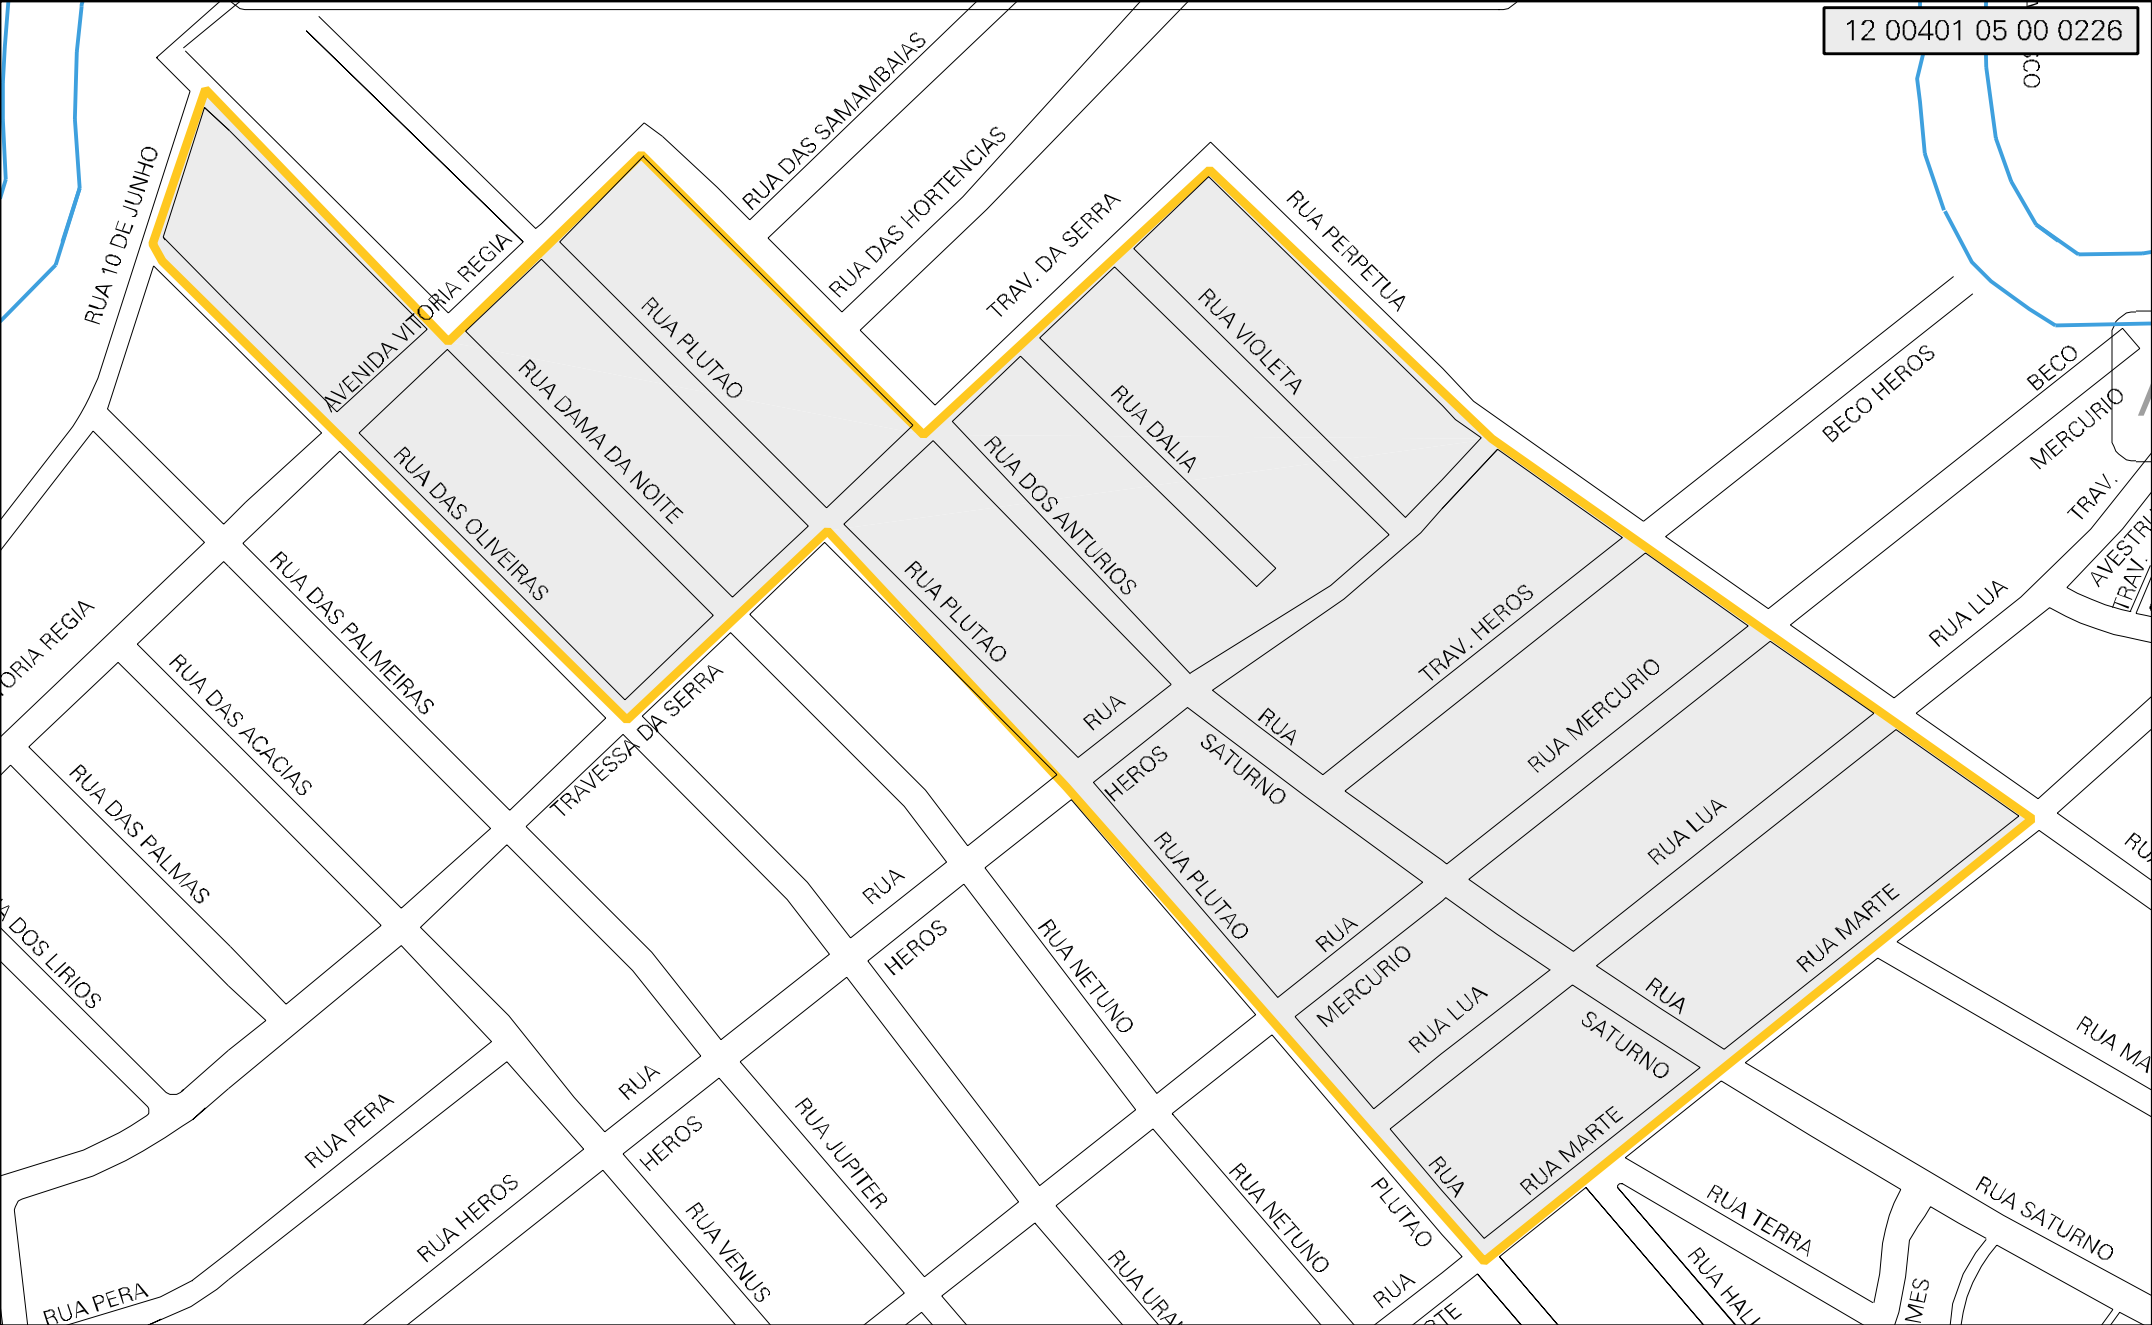 12 00401 05 00 0226
RUA DAS SAMAMBAIAS
RUA 10 DE JUNHO
RUA DAS HORTENCIAS
TRAV. DA SERRA
RUA PERPETUA
AVENIDA VITORIA REGIA
RUA PLUTAO
RUA VIOLETA
RUA DAMA DA NOITE
RUA DALIA
BECO HEROS
BECO
MERCURIO
TRAV.
RUA DAS OLIVEIRAS
RUA DOS ANTURIOS
TRAV.
RUA DAS PALMEIRAS
RUA PLUTAO
TRAV. HEROS
RUA LUA
ORIA REGIA
RUA DAS ACACIAS
TRAVESSA DA SERRA
RUA
HEROS
RUA
SATURNO
RUA MERCURIO
RUA DAS PALMAS
RUA PLUTAO
RUA LUA
DOS LIRIOS
RUA
HEROS
RUA NETUNO
RUA
MERCURIO
RUA LUA
RUA MARTE
RUA
SATURNO
RUA PERA
RUA
HEROS
RUA JUPITER
RUA NETUNO
RUA
PLUTAO
RUA MARTE
RUA TERRA
RUA SATURNO
RUA HEROS
RUA VENUS
RUA PERA
RUA